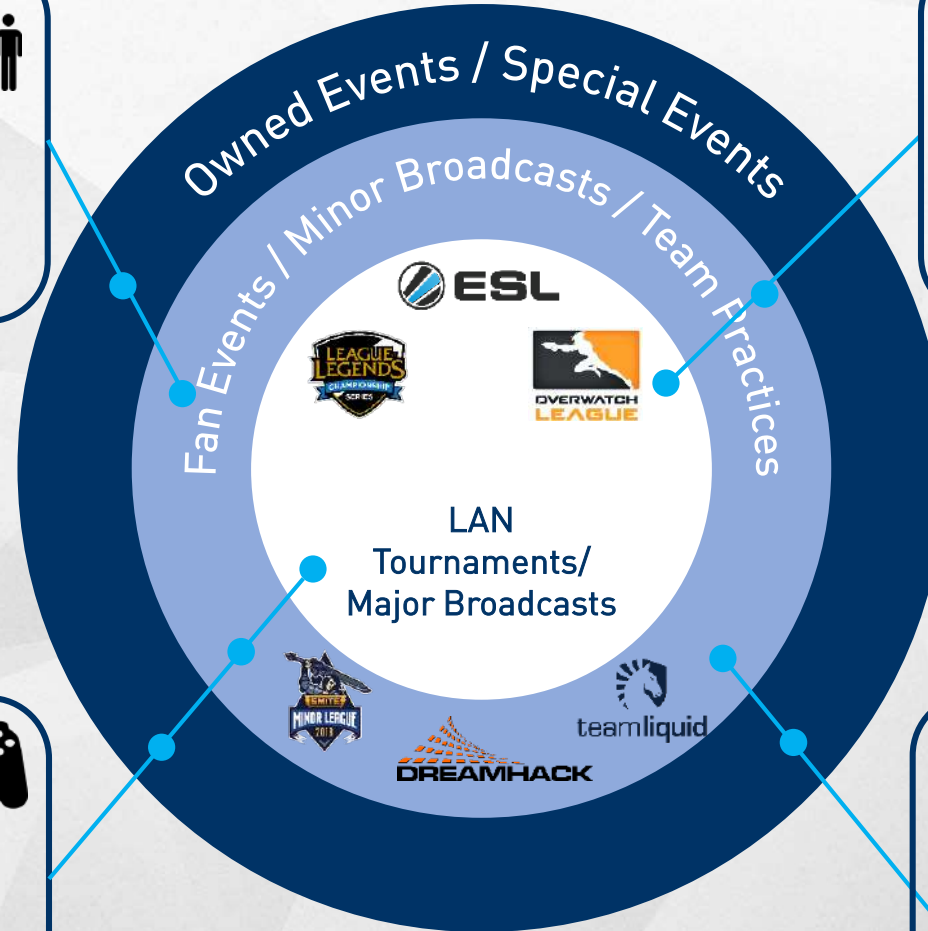 Owned Events / Special Events
Fan Events / Minor Broadcasts / Team Practices
ESL
LEAGUE
LEGENDS
CHAMPIONSHIP
SERIES
OVERWATCH
LEAGUE
LAN
Tournaments/
Major Broadcasts
SMITE
MINOR LEAGUE
2018
teamliquid
DREAMHACK